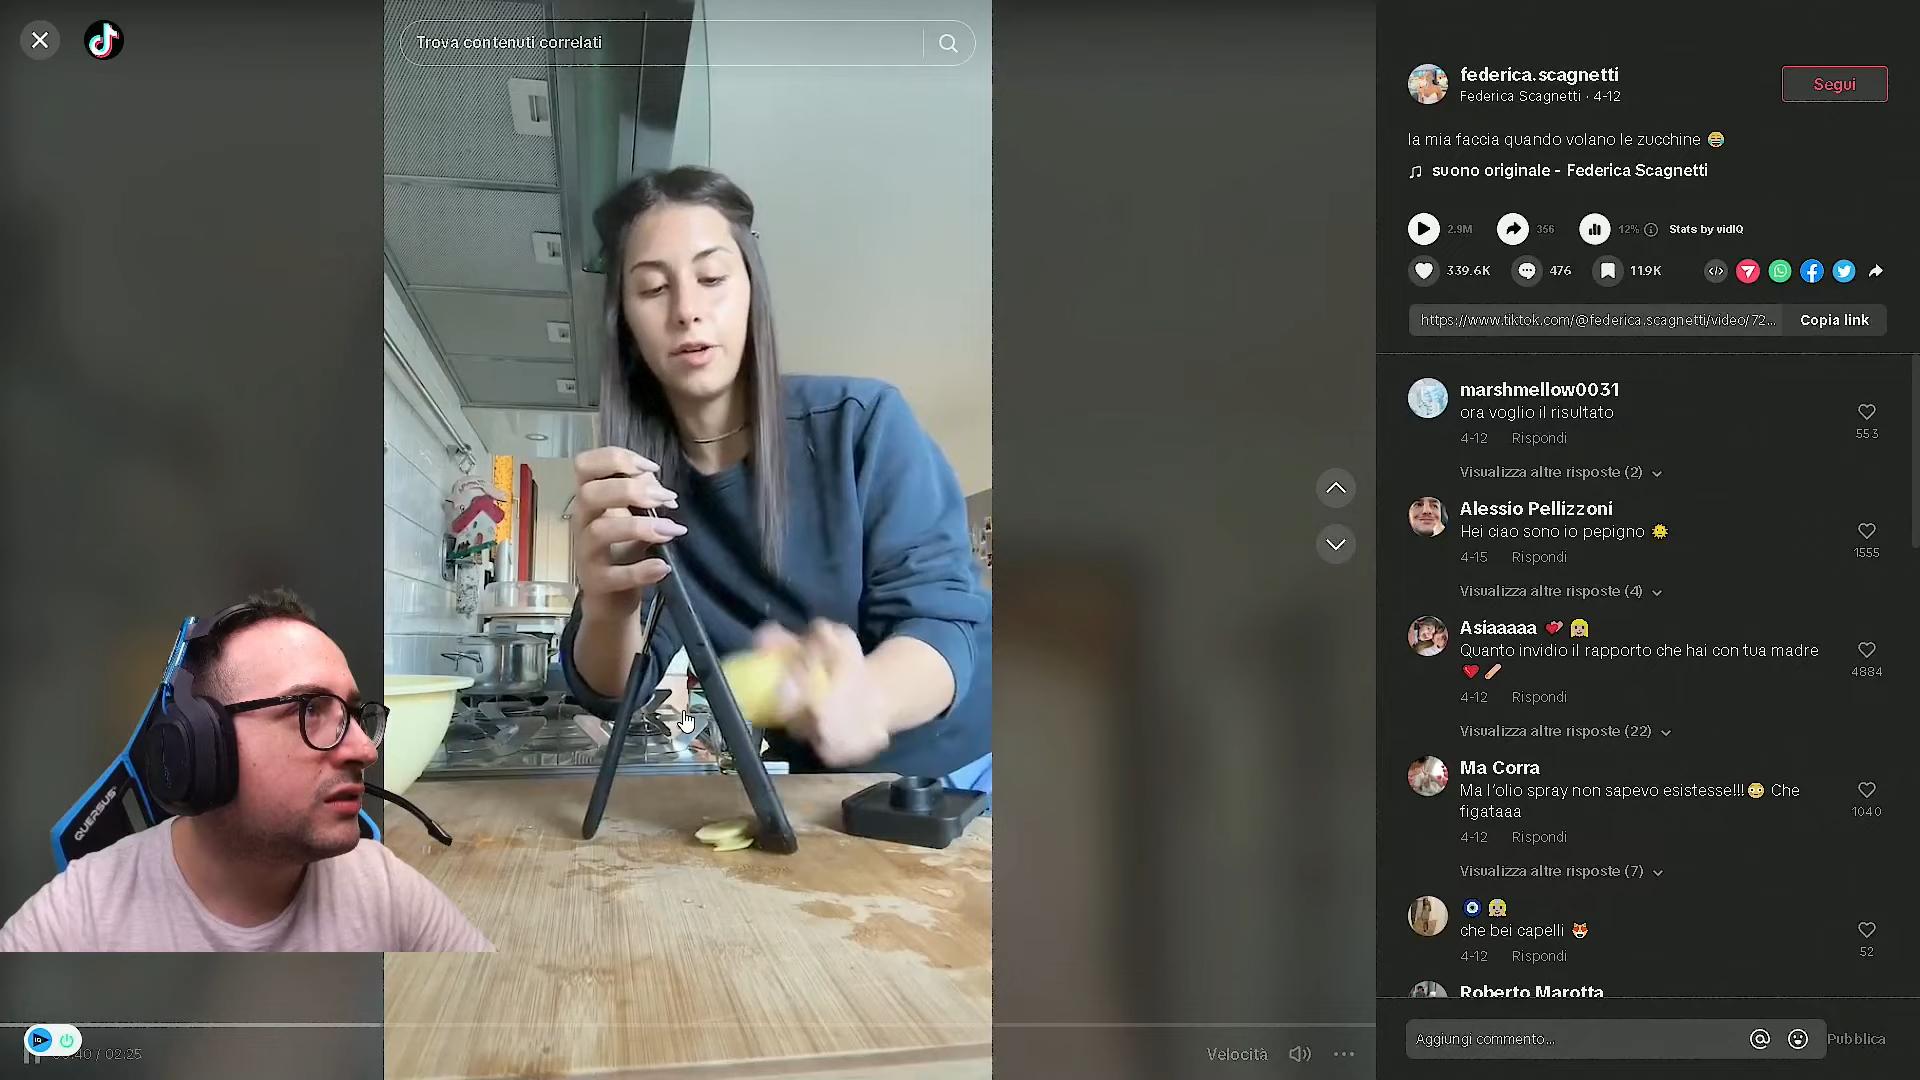 Trova contenuti correlati
federica.scagnetti
Federica Scagnetti · 4-12
Segui
la mia faccia quando volano le zucchine 😂
suono originale - Federica Scagnetti
2.9M 356 12% Stats by vidIQ
339.6K 476 11.9K
https://www.tiktok.com/@federica.scagnetti/video/72... Copia link
marshmellow0031
ora voglio il risultato
553
4-12 Rispondi
Visualizza altre risposte (2)
Alessio Pellizzoni
Hei ciao sono io pepigno 🌞
1555
4-15 Rispondi
Visualizza altre risposte (4)
Asiaaaaa 💕 👧🏼
Quanto invidio il rapporto che hai con tua madre
❤️🩹
4884
4-12 Rispondi
Visualizza altre risposte (22)
Ma Corra
Ma l'olio spray non sapevo esistesse!!!😳 Che
figataaa
1040
4-12 Rispondi
Visualizza altre risposte (7)
🧿 👧🏼
che bei capelli 😻
52
4-12 Rispondi
Roberto Marotta
Aggiungi commento... @ Pubblica
QUERSUS
IQ
:40 / 02:25
Velocità